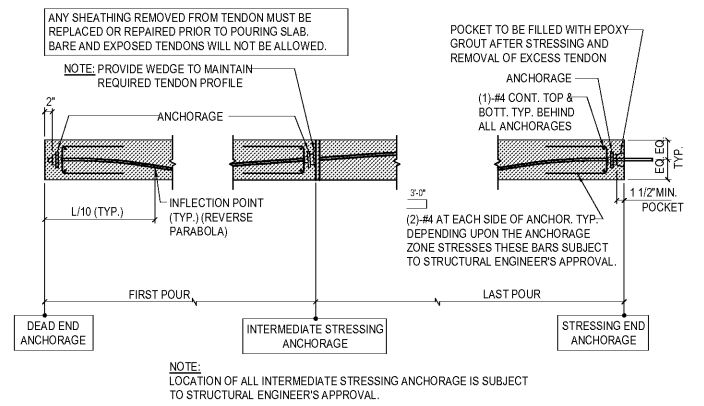 ANY SHEATHING REMOVED FROM TENDON MUST BE
REPLACED OR REPAIRED PRIOR TO POURING SLAB.
BARE AND EXPOSED TENDONS WILL NOT BE ALLOWED.
NOTE: PROVIDE WEDGE TO MAINTAIN
REQUIRED TENDON PROFILE
POCKET TO BE FILLED WITH EPOXY
GROUT AFTER STRESSING AND
REMOVAL OF EXCESS TENDON
ANCHORAGE
(1)-#4 CONT. TOP &
BOTT. TYP. BEHIND
ALL ANCHORAGES
2"
ANCHORAGE
EQ. EQ.
TYP.
1 1/2"MIN.
POCKET
INFLECTION POINT
(TYP.) (REVERSE
PARABOLA)
L/10 (TYP.)
3'-0"
(2)-#4 AT EACH SIDE OF ANCHOR. TYP.
DEPENDING UPON THE ANCHORAGE
ZONE STRESSES THESE BARS SUBJECT
TO STRUCTURAL ENGINEER'S APPROVAL.
FIRST POUR
LAST POUR
DEAD END
ANCHORAGE
INTERMEDIATE STRESSING
ANCHORAGE
STRESSING END
ANCHORAGE
NOTE:
LOCATION OF ALL INTERMEDIATE STRESSING ANCHORAGE IS SUBJECT
TO STRUCTURAL ENGINEER'S APPROVAL.